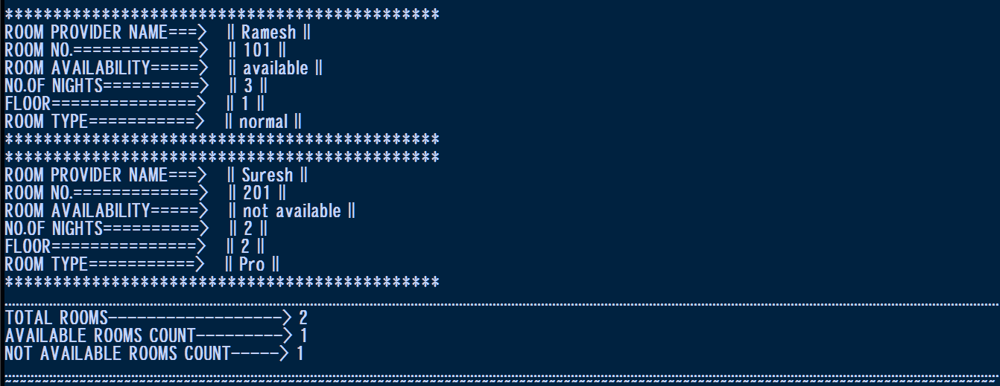 *********************************************
ROOM PROVIDER NAME===>  || Ramesh ||
ROOM NO.=============>  || 101 ||
ROOM AVAILABILITY=====>  || available ||
NO.OF NIGHTS==========>  || 3 ||
FLOOR===============>  || 1 ||
ROOM TYPE===========>  || normal ||
*********************************************
*********************************************
ROOM PROVIDER NAME===>  || Suresh ||
ROOM NO.=============>  || 201 ||
ROOM AVAILABILITY=====>  || not available ||
NO.OF NIGHTS==========>  || 2 ||
FLOOR===============>  || 2 ||
ROOM TYPE===========>  || Pro ||
*********************************************
TOTAL ROOMS------------------> 2
AVAILABLE ROOMS COUNT---------> 1
NOT AVAILABLE ROOMS COUNT-----> 1